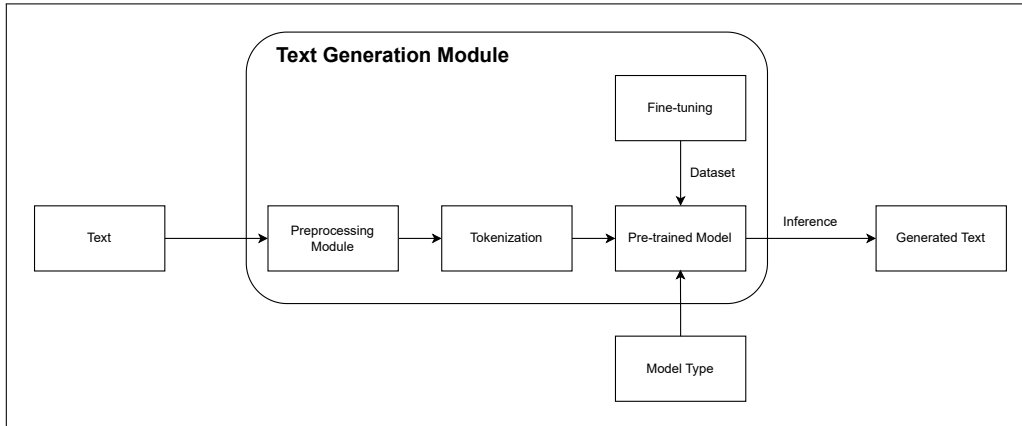 Text Generation Module
Fine-tuning
Dataset
Text
Preprocessing
Module
Tokenization
Pre-trained Model
Inference
Generated Text
Model Type